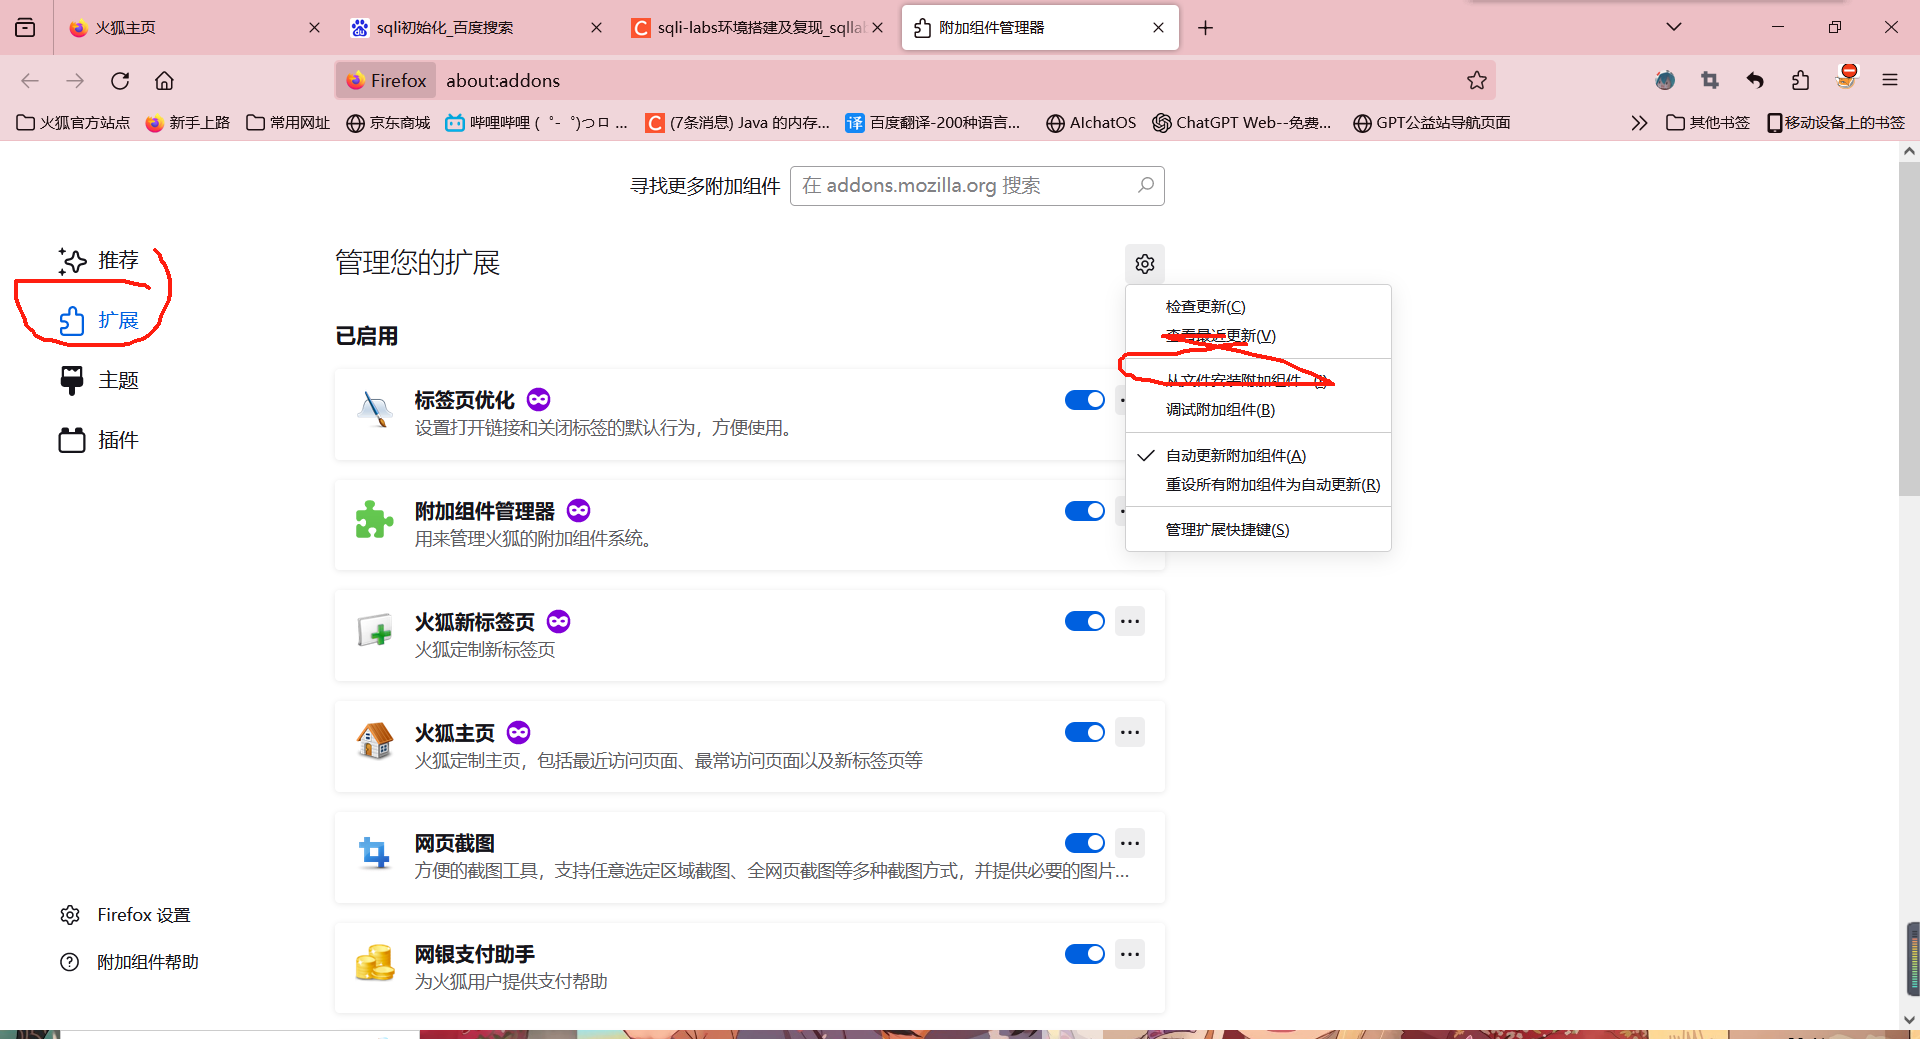 火狐主页
sqli初始化_百度搜索
sqli-labs环境搭建及复现_sqllab
附加组件管理器
Firefox
about:addons
火狐官方站点
新手上路
常用网址
京东商城
哔哩哔哩 ( ゜- ゜)つロ ...
(7条消息) Java 的内存...
百度翻译-200种语言...
AIchatOS
ChatGPT Web--免费...
GPT公益站导航页面
其他书签
移动设备上的书签
寻找更多附加组件
在 addons.mozilla.org 搜索
推荐
扩展
主题
插件
管理您的扩展
检查更新(C)
查看最近更新(V)
从文件安装附加组件...(I)
调试附加组件(B)
自动更新附加组件(A)
重设所有附加组件为自动更新(R)
管理扩展快捷键(S)
已启用
标签页优化
设置打开链接和关闭标签的默认行为，方便使用。
附加组件管理器
用来管理火狐的附加组件系统。
火狐新标签页
火狐定制新标签页
火狐主页
火狐定制主页，包括最近访问页面、最常访问页面以及新标签页等
网页截图
方便的截图工具，支持任意选定区域截图、全网页截图等多种截图方式，并提供必要的图片...
网银支付助手
为火狐用户提供支付帮助
Firefox 设置
附加组件帮助